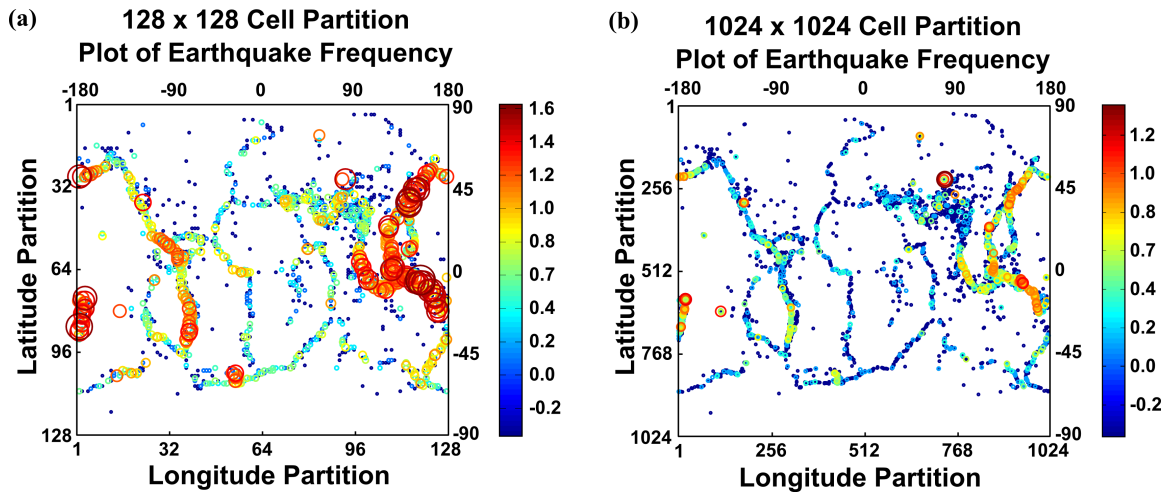 (a)
128 x 128 Cell Partition
Plot of Earthquake Frequency
-180 -90 0 90 180
1 90
32 45
64 0
96 -45
128 -90
1 32 64 96 128
Latitude Partition
Longitude Partition
1.6
1.4
1.2
1.0
0.8
0.6
0.4
0.2
0.0
-0.2
(b)
1024 x 1024 Cell Partition
Plot of Earthquake Frequency
-180 -90 0 90 180
1 90
256 45
512 0
768 -45
1024 -90
1 256 512 768 1024
Latitude Partition
Longitude Partition
1.2
1.0
0.8
0.6
0.4
0.2
0.0
-0.2